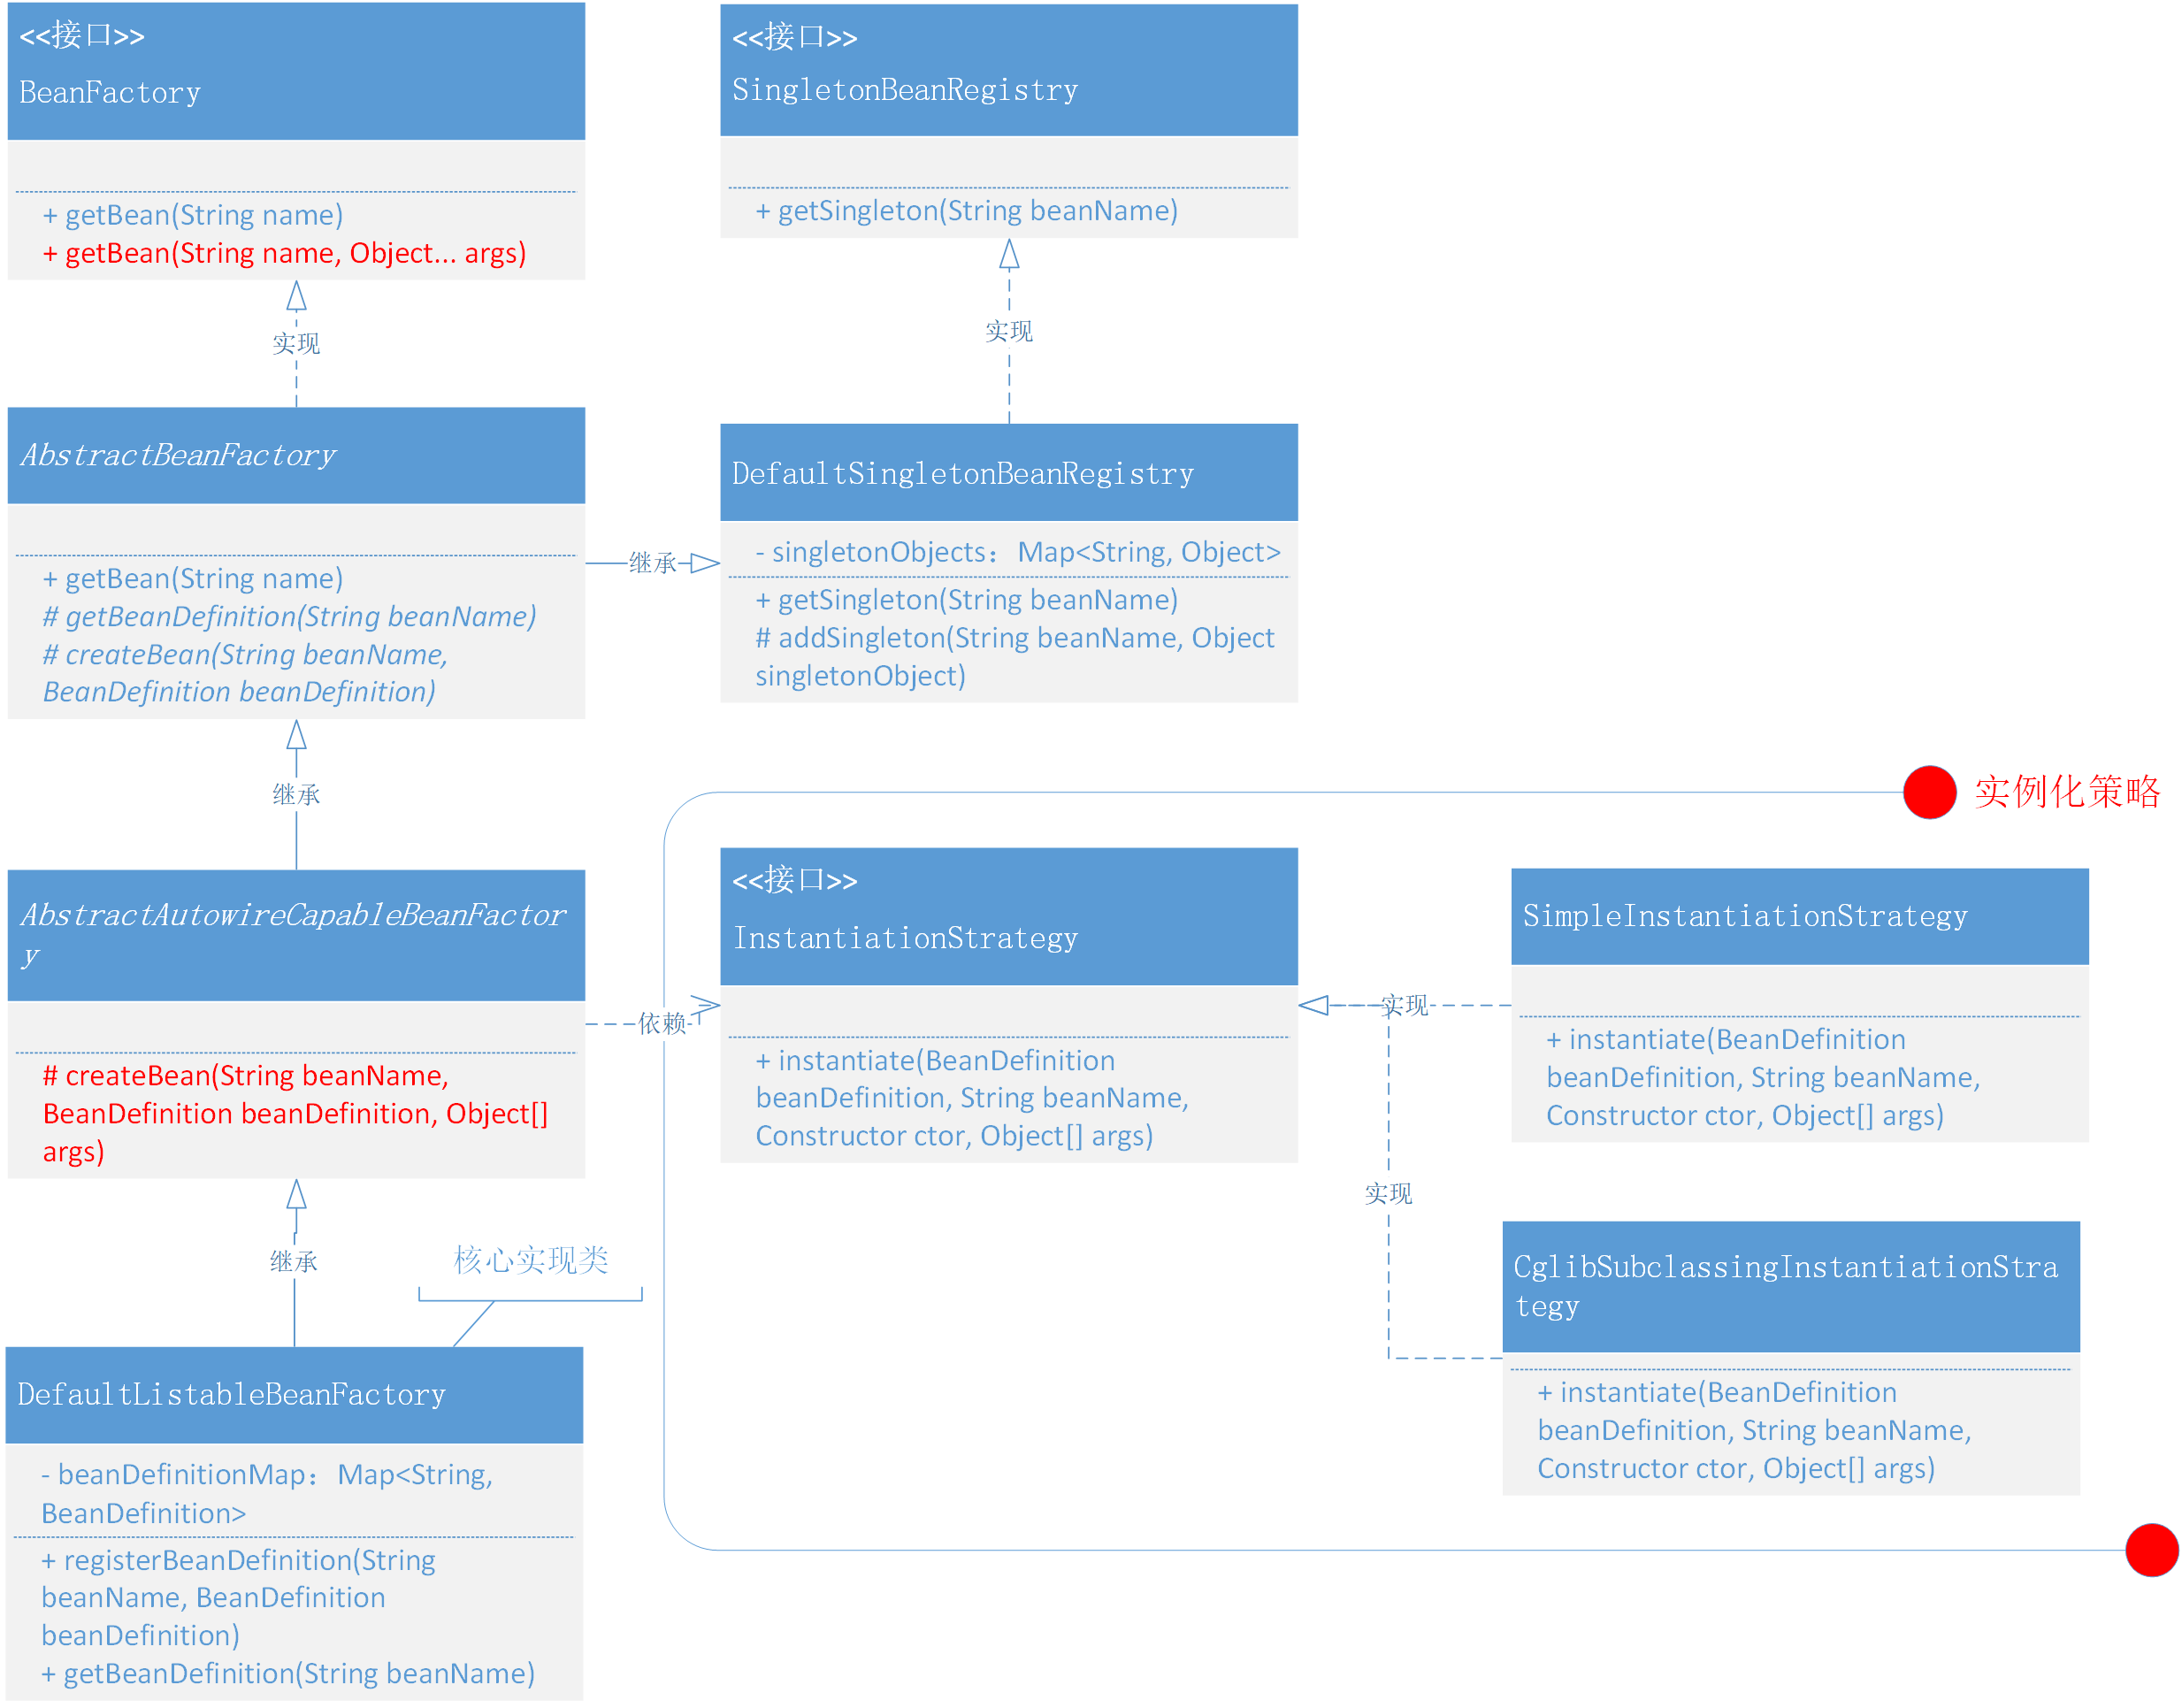 <<接口>>
BeanFactory
+ getBean(String name)
+ getBean(String name, Object... args)
实现
<<接口>>
SingletonBeanRegistry
+ getSingleton(String beanName)
实现
AbstractBeanFactory
+ getBean(String name)
# getBeanDefinition(String beanName)
# createBean(String beanName,
BeanDefinition beanDefinition)
继承
DefaultSingletonBeanRegistry
- singletonObjects：Map<String, Object>
+ getSingleton(String beanName)
# addSingleton(String beanName, Object
singletonObject)
继承
实例化策略
AbstractAutowireCapableBeanFactor
y
# createBean(String beanName,
BeanDefinition beanDefinition, Object[]
args)
依赖
<<接口>>
InstantiationStrategy
+ instantiate(BeanDefinition
beanDefinition, String beanName,
Constructor ctor, Object[] args)
实现
SimpleInstantiationStrategy
+ instantiate(BeanDefinition
beanDefinition, String beanName,
Constructor ctor, Object[] args)
实现
CglibSubclassingInstantiationStra
tegy
+ instantiate(BeanDefinition
beanDefinition, String beanName,
Constructor ctor, Object[] args)
继承
核心实现类
DefaultListableBeanFactory
- beanDefinitionMap：Map<String,
BeanDefinition>
+ registerBeanDefinition(String
beanName, BeanDefinition
beanDefinition)
+ getBeanDefinition(String beanName)